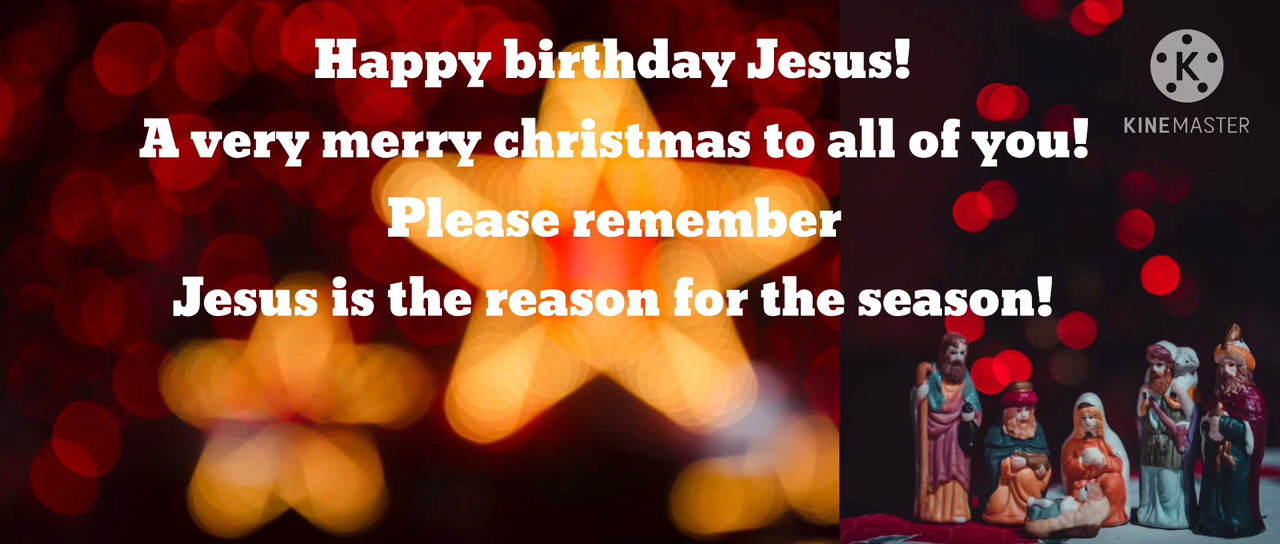 Happy birthday Jesus!
A very merry christmas to all of you!
Please remember
Jesus is the reason for the season!
K
KINEMASTER